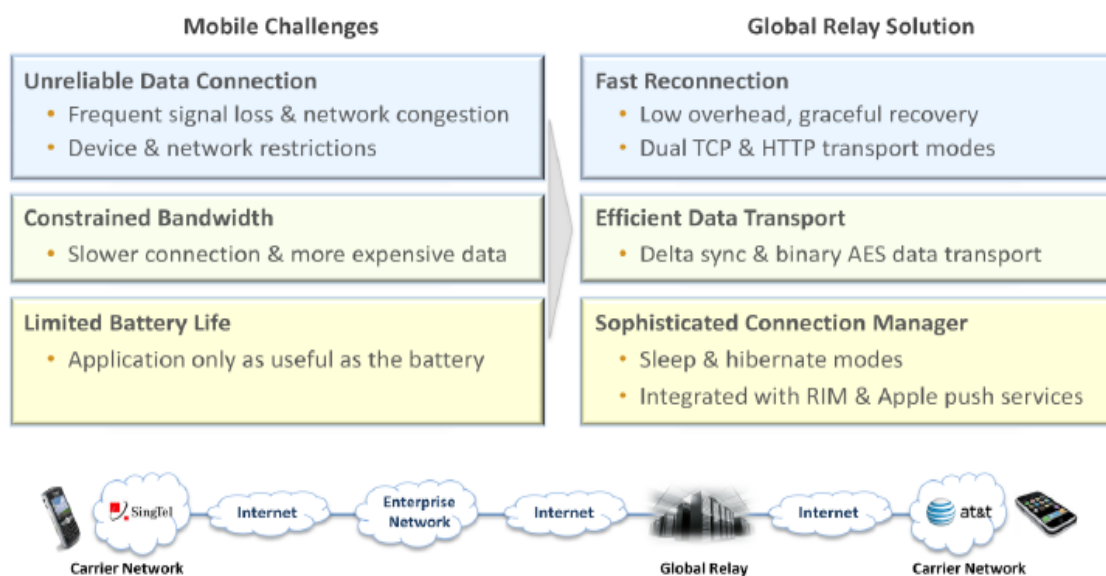 Mobile Challenges
Global Relay Solution
Unreliable Data Connection
• Frequent signal loss & network congestion
• Device & network restrictions
Fast Reconnection
• Low overhead, graceful recovery
• Dual TCP & HTTP transport modes
Constrained Bandwidth
• Slower connection & more expensive data
Efficient Data Transport
• Delta sync & binary AES data transport
Limited Battery Life
• Application only as useful as the battery
Sophisticated Connection Manager
• Sleep & hibernate modes
• Integrated with RIM & Apple push services
SingTel
Internet
Enterprise
Network
Internet
Internet
at&t
Carrier Network
Global Relay
Carrier Network